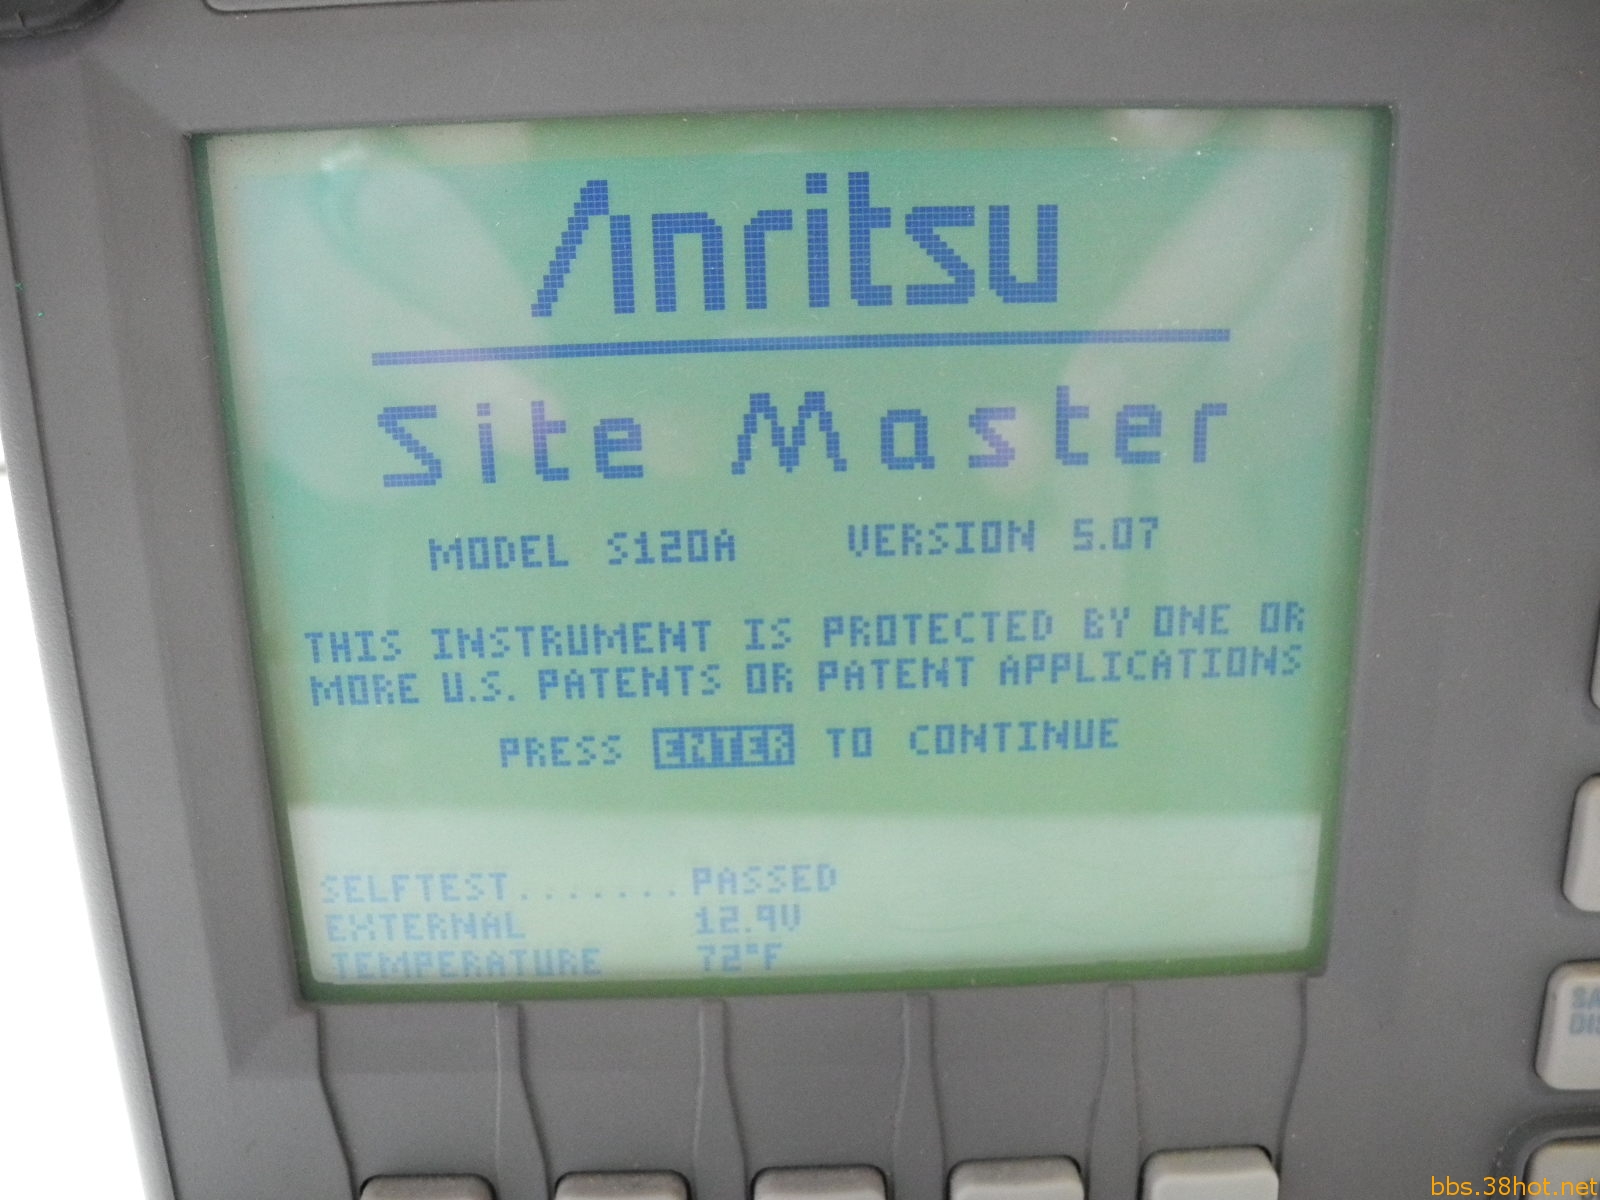 Anritsu
Site Master
MODEL S120A VERSION 5.07
THIS INSTRUMENT IS PROTECTED BY ONE OR
MORE U.S. PATENTS OR PATENT APPLICATIONS
PRESS ENTER TO CONTINUE
SELFTEST.......PASSED
EXTERNAL 12.9V
TEMPERATURE 72°F
bbs.38hot.net